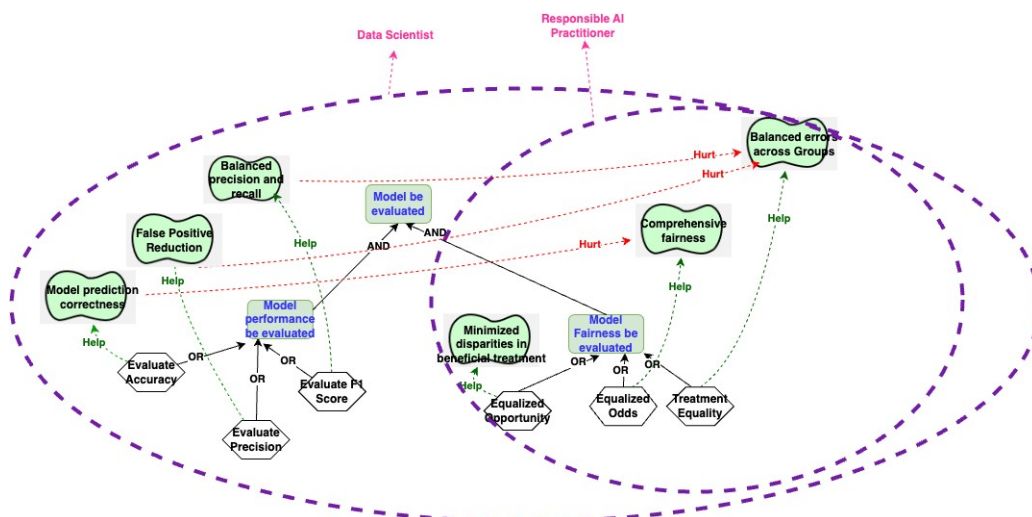 Data Scientist
Responsible AI
Practitioner
Balanced errors
across Groups
Hurt
Hurt
Balanced
precision and
recall
Model be
evaluated
Help
False Positive
Reduction
AND
AND
Help
Comprehensive
fairness
Hurt
Help
Model prediction
correctness
Help
Help
Model
performance
be evaluated
Minimized
disparities in
beneficial treatment
Model
Fairness be
evaluated
Help
OR
OR
OR
OR
OR
OR
Evaluate
Accuracy
Evaluate F1
Score
Help
Equalized
Opportunity
Equalized
Odds
Treatment
Equality
Evaluate
Precision